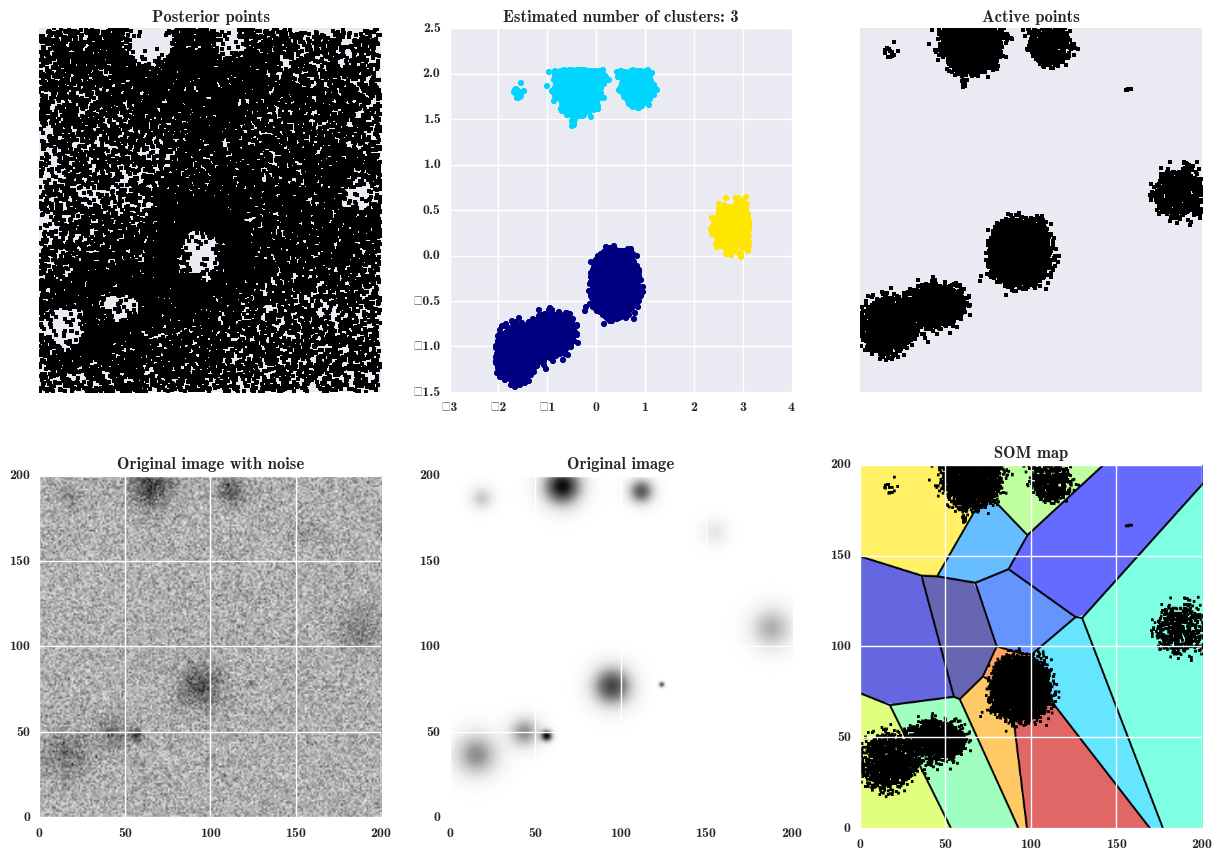 Posterior points
Estimated number of clusters: 3
Active points
2.5
2.0
1.5
1.0
0.5
0.0
□0.5
□1.0
□1.5
□3 □2 □1 0 1 2 3 4
Original image with noise
200
150
100
50
0
0 50 100 150 200
Original image
200
150
100
50
0
0 50 100 150 200
SOM map
200
150
100
50
0
0 50 100 150 200